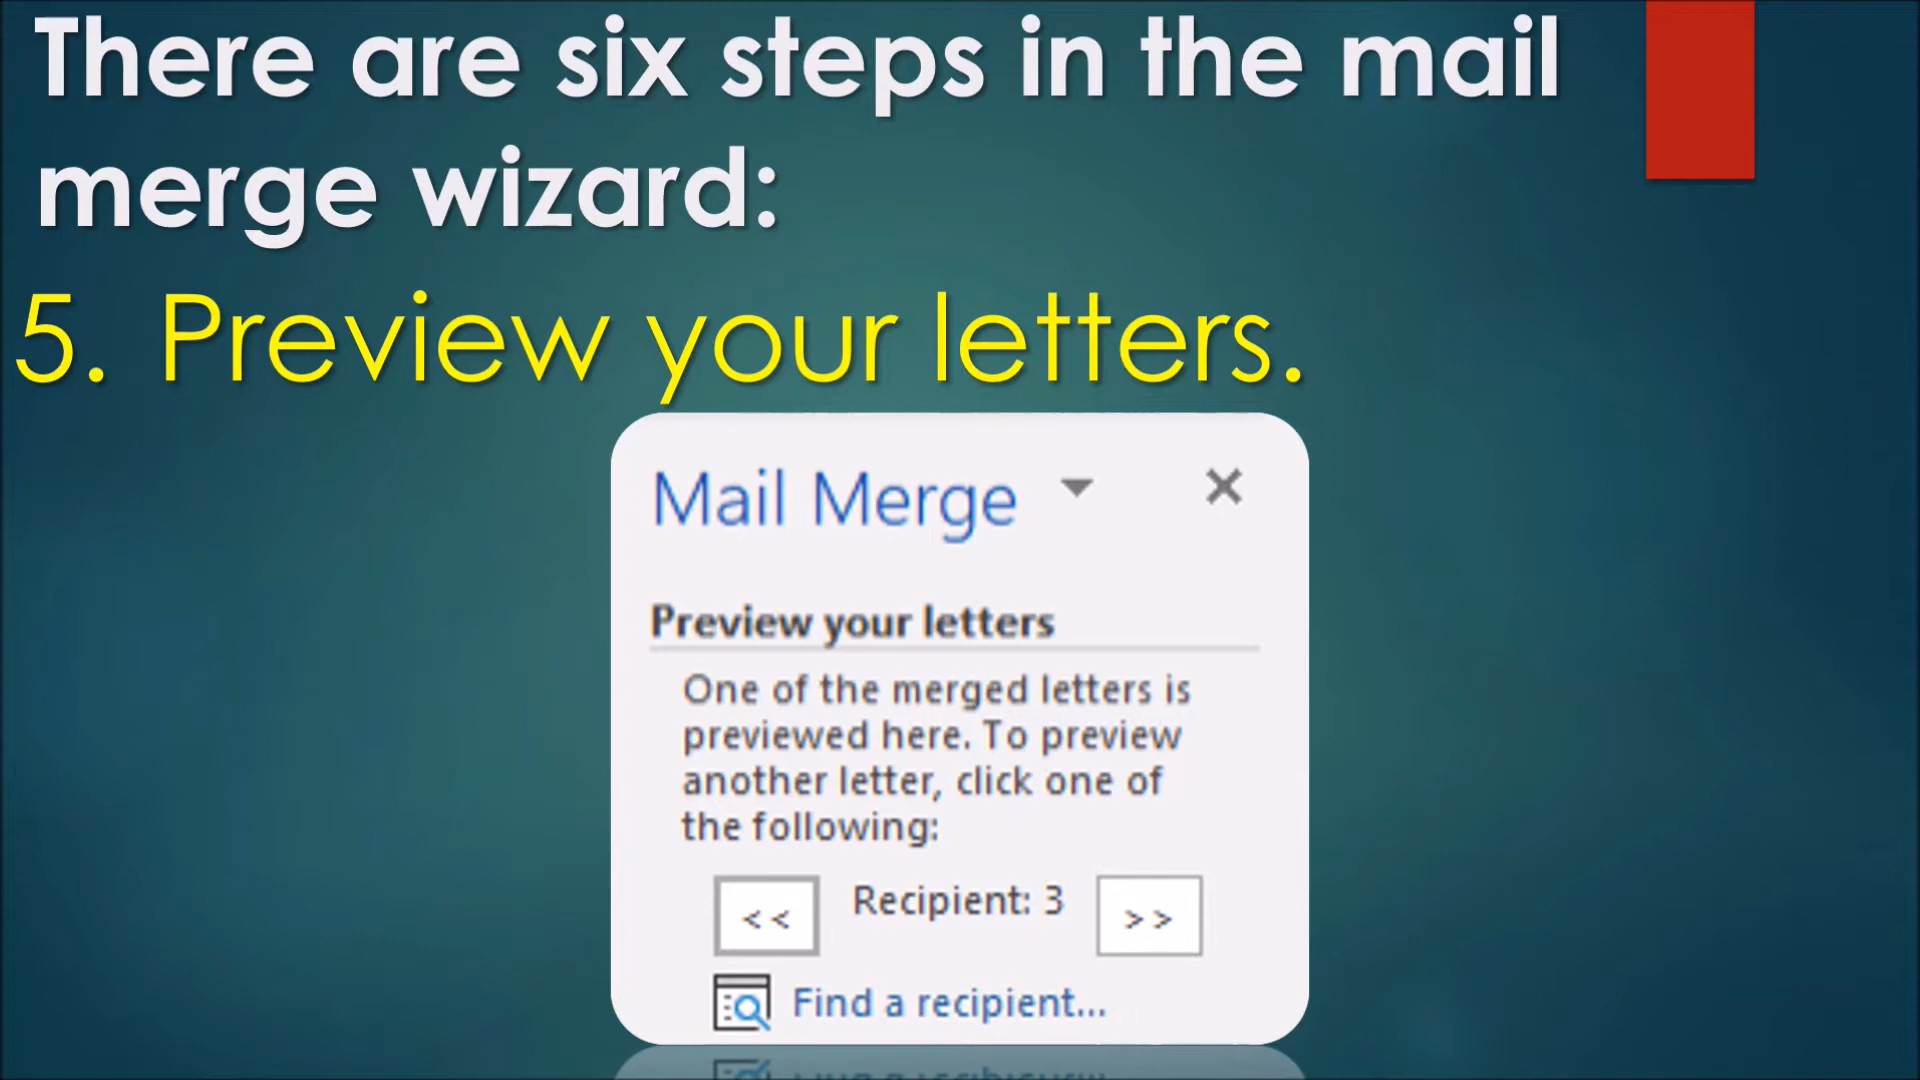 There are six steps in the mail
merge wizard:
5. Preview your letters.
Mail Merge
Preview your letters
One of the merged letters is
previewed here. To preview
another letter, click one of
the following:
<< Recipient: 3 >>
Find a recipient...